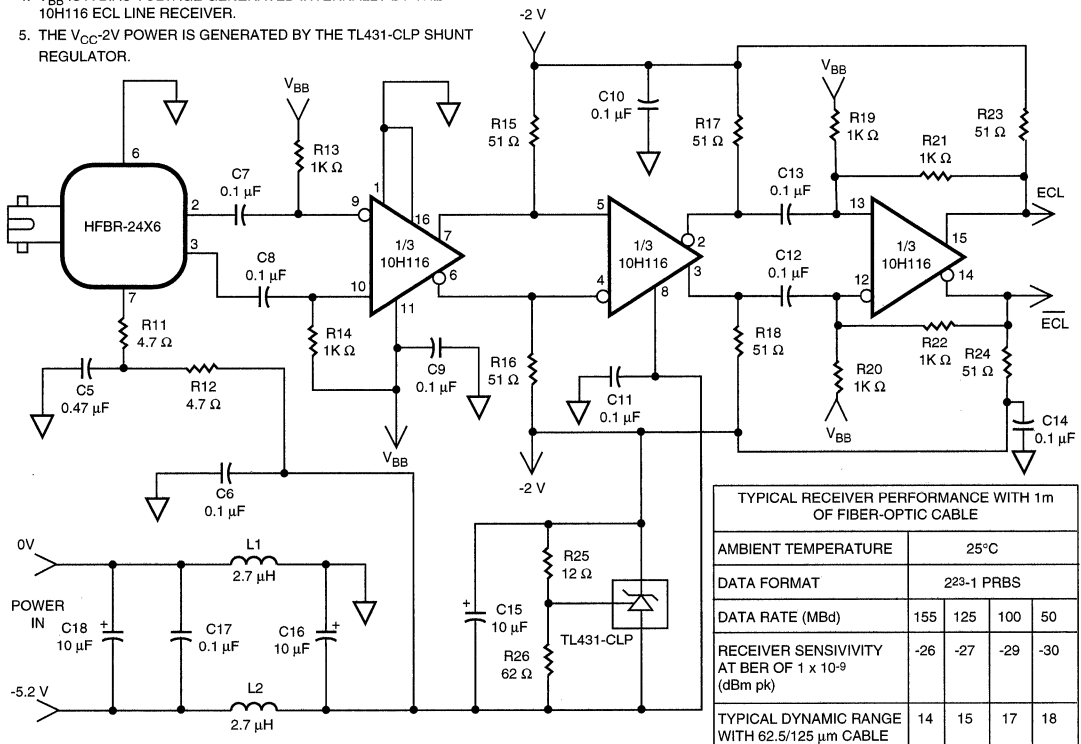 10H116 ECL LINE RECEIVER.
5. THE VCC-2V POWER IS GENERATED BY THE TL431-CLP SHUNT
REGULATOR.
-2 V
VBB
VBB
6
R13
1K Ω
1
R15
51 Ω
C10
0.1 µF
R17
51 Ω
R19
1K Ω
R21
1K Ω
R23
51 Ω
C7
0.1 µF
C13
0.1 µF
ECL
HFBR-24X6
2
3
7
9
16
1/3
10H116
7
6
10
11
5
4
1/3
10H116
2
3
8
13
12
1/3
10H116
15
14
C8
0.1 µF
C12
0.1 µF
ECL
R11
4.7 Ω
R14
1K Ω
C9
0.1 µF
R16
51 Ω
R18
51 Ω
R22
1K Ω
R24
51 Ω
C5
0.47 µF
R12
4.7 Ω
C11
0.1 µF
R20
1K Ω
C14
0.1 µF
VBB
VBB
-2 V
C6
0.1 µF
0V
L1
2.7 µH
POWER
IN
C18
10 µF
+
C17
0.1 µF
C16
10 µF
+
+
C15
10 µF
R25
12 Ω
R26
62 Ω
TL431-CLP
-5.2 V
L2
2.7 µH
TYPICAL RECEIVER PERFORMANCE WITH 1m
OF FIBER-OPTIC CABLE
AMBIENT TEMPERATURE 25°C
DATA FORMAT 2²³-1 PRBS
DATA RATE (MBd) 155 125 100 50
RECEIVER SENSIVIVITY -26 -27 -29 -30
AT BER OF 1 x 10⁻⁹
(dBm pk)
TYPICAL DYNAMIC RANGE 14 15 17 18
WITH 62.5/125 µm CABLE